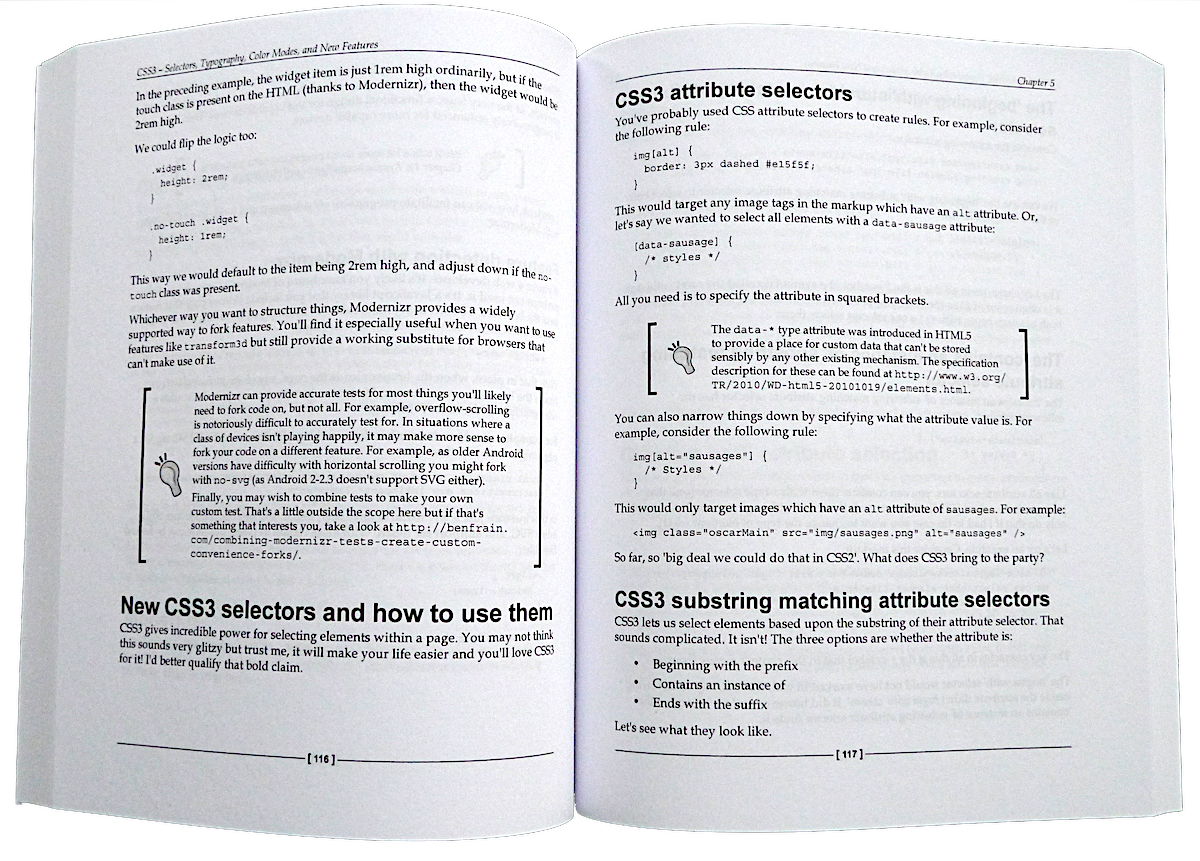 CSS3 – Selectors, Typography, Color Modes, and New Features
In the preceding example, the widget item is just 1rem high ordinarily, but if the
touch class is present on the HTML (thanks to Modernizr), then the widget would be
2rem high.
We could flip the logic too:
.widget {
height: 2rem;
}
.no-touch .widget {
height: 1rem;
}
This way we would default to the item being 2rem high, and adjust down if the no-
touch class was present.
Whichever way you want to structure things, Modernizr provides a widely
supported way to fork features. You'll find it especially useful when you want to use
features like transform3d but still provide a working substitute for browsers that
can't make use of it.
Modernizr can provide accurate tests for most things you'll likely
need to fork code on, but not all. For example, overflow-scrolling
is notoriously difficult to accurately test for. In situations where a
class of devices isn't playing happily, it may make more sense to
fork your code on a different feature. For example, as older Android
versions have difficulty with horizontal scrolling you might fork
with no-svg (as Android 2-2.3 doesn't support SVG either).
Finally, you may wish to combine tests to make your own
custom test. That's a little outside the scope here but if that's
something that interests you, take a look at http://benfrain.
com/combining-modernizr-tests-create-custom-
convenience-forks/.
New CSS3 selectors and how to use them
CSS3 gives incredible power for selecting elements within a page. You may not think
this sounds very glitzy but trust me, it will make your life easier and you'll love CSS3
for it! I'd better qualify that bold claim.
[ 116 ]
Chapter 5
CSS3 attribute selectors
You've probably used CSS attribute selectors to create rules. For example, consider
the following rule:
img[alt] {
border: 3px dashed #e15f5f;
}
This would target any image tags in the markup which have an alt attribute. Or,
let's say we wanted to select all elements with a data-sausage attribute:
[data-sausage] {
/* styles */
}
All you need is to specify the attribute in squared brackets.
The data-* type attribute was introduced in HTML5
to provide a place for custom data that can't be stored
sensibly by any other existing mechanism. The specification
description for these can be found at http://www.w3.org/
TR/2010/WD-html5-20101019/elements.html.
You can also narrow things down by specifying what the attribute value is. For
example, consider the following rule:
img[alt="sausages"] {
/* Styles */
}
This would only target images which have an alt attribute of sausages. For example:
<img class="oscarMain" src="img/sausages.png" alt="sausages" />
So far, so 'big deal we could do that in CSS2'. What does CSS3 bring to the party?
CSS3 substring matching attribute selectors
CSS3 lets us select elements based upon the substring of their attribute selector. That
sounds complicated. It isn't! The three options are whether the attribute is:
• Beginning with the prefix
• Contains an instance of
• Ends with the suffix
Let's see what they look like.
[ 117 ]